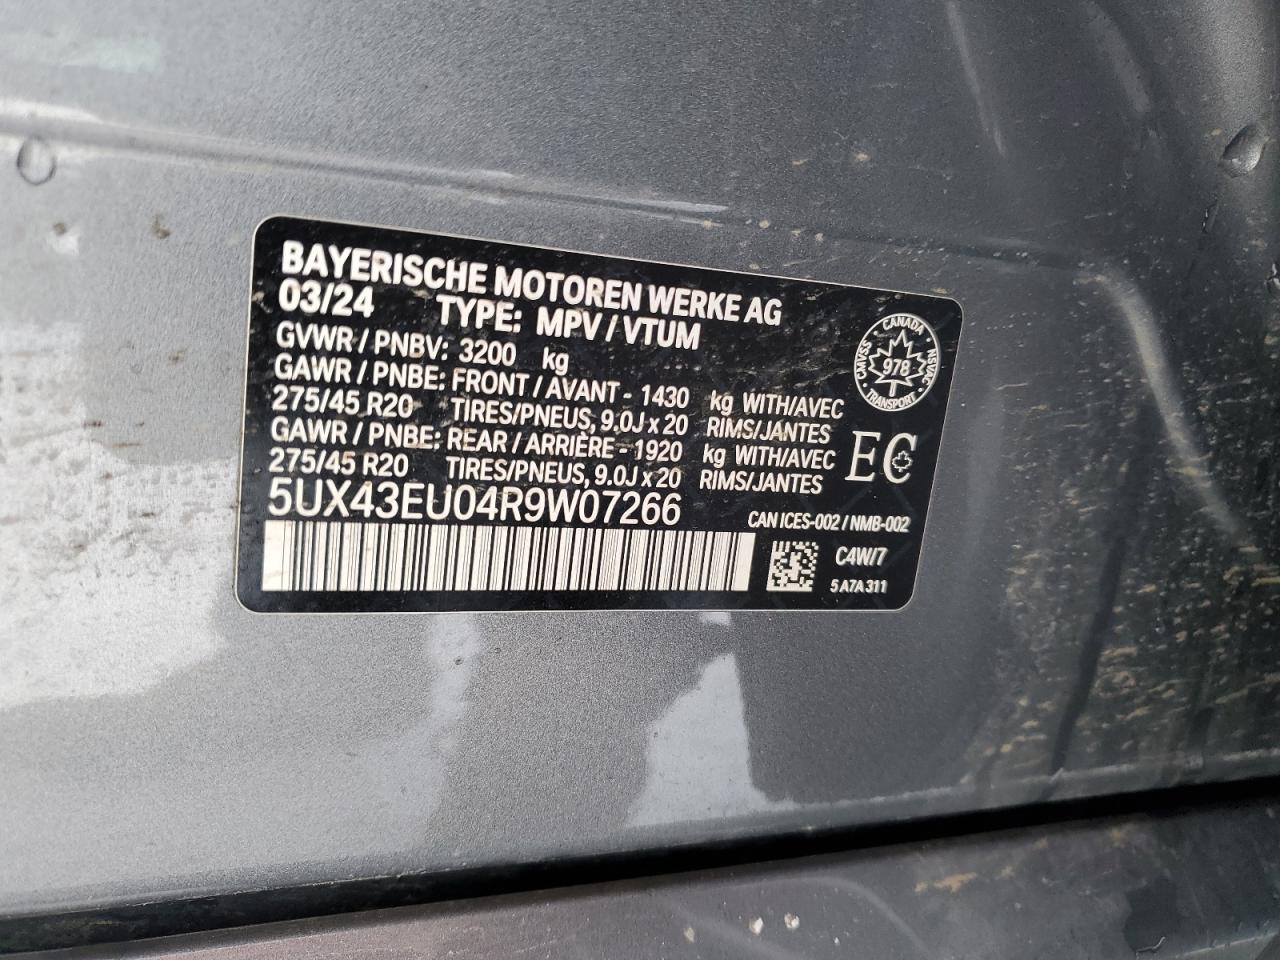 BAYERISCHE MOTOREN WERKE AG
03/24 TYPE: MPV / VTUM
GVWR / PNBV: 3200 kg
GAWR / PNBE: FRONT / AVANT - 1430 kg WITH/AVEC
275/45 R20 TIRES/PNEUS, 9.0J x 20 RIMS/JANTES
GAWR / PNBE: REAR / ARRIÈRE - 1920 kg WITH/AVEC
275/45 R20 TIRES/PNEUS, 9.0J x 20 RIMS/JANTES
5UX43EU04R9W07266
CANADA
CMVSS 978 NSVAC
TRANSPORT
EC
CAN ICES-002 / NMB-002
C4W/7
5 A7A 311